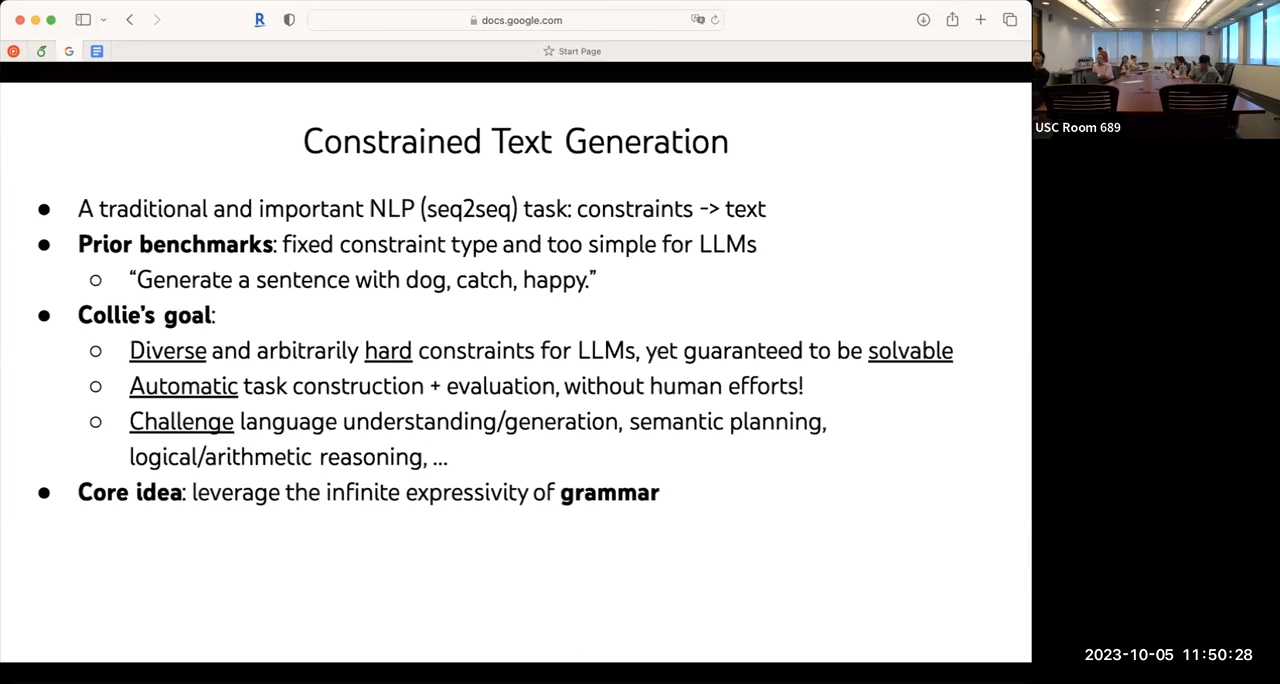 docs.google.com
Start Page
USC Room 689
Constrained Text Generation
● A traditional and important NLP (seq2seq) task: constraints -> text
● Prior benchmarks: fixed constraint type and too simple for LLMs
○ “Generate a sentence with dog, catch, happy.”
● Collie’s goal:
○ Diverse and arbitrarily hard constraints for LLMs, yet guaranteed to be solvable
○ Automatic task construction + evaluation, without human efforts!
○ Challenge language understanding/generation, semantic planning,
logical/arithmetic reasoning, ...
● Core idea: leverage the infinite expressivity of grammar
2023-10-05 11:50:28